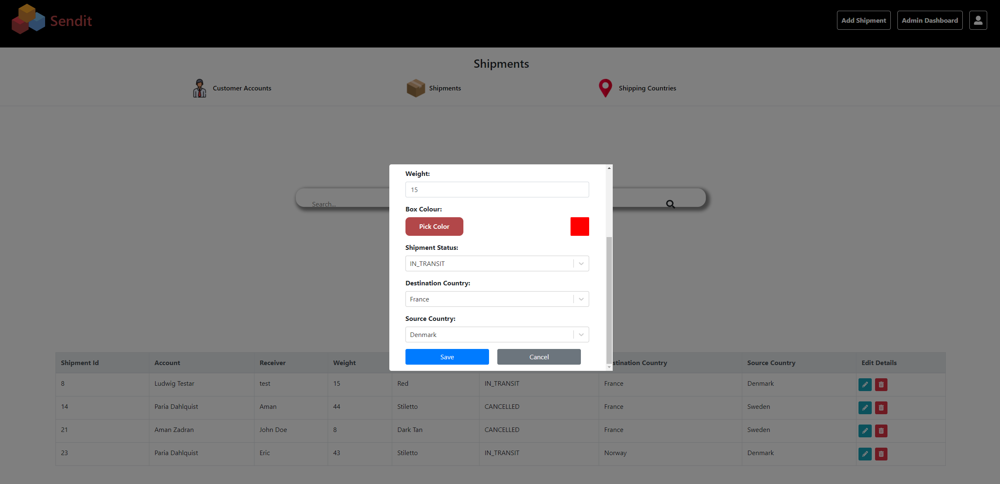 Sendit
Add Shipment
Admin Dashboard
Shipments
Customer Accounts
Shipments
Shipping Countries
Search...
Weight:
15
Box Colour:
Pick Color
Shipment Status:
IN_TRANSIT
Destination Country:
France
Source Country:
Denmark
Save Cancel
Shipment Id Account Receiver Weight stination Country Source Country Edit Details
8 Ludwig Testar test 15 Red IN_TRANSIT France Denmark
14 Paria Dahlquist Aman 44 Stiletto CANCELLED France Sweden
21 Aman Zadran John Doe 8 Dark Tan CANCELLED France Sweden
23 Paria Dahlquist Eric 43 Stiletto IN_TRANSIT Norway Denmark